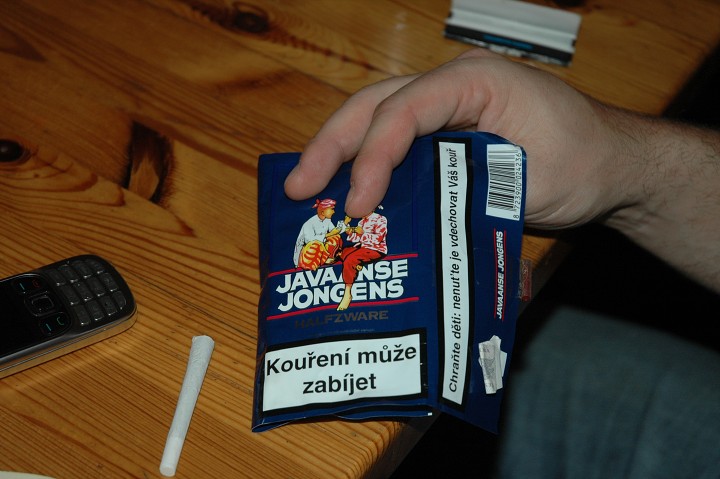 JAVAANSE
JONGENS
HALFZWARE
Kouření může
zabíjet
Chraňte děti: nenuťte je vdechovat Váš kouř
JAVAANSE JONGENS